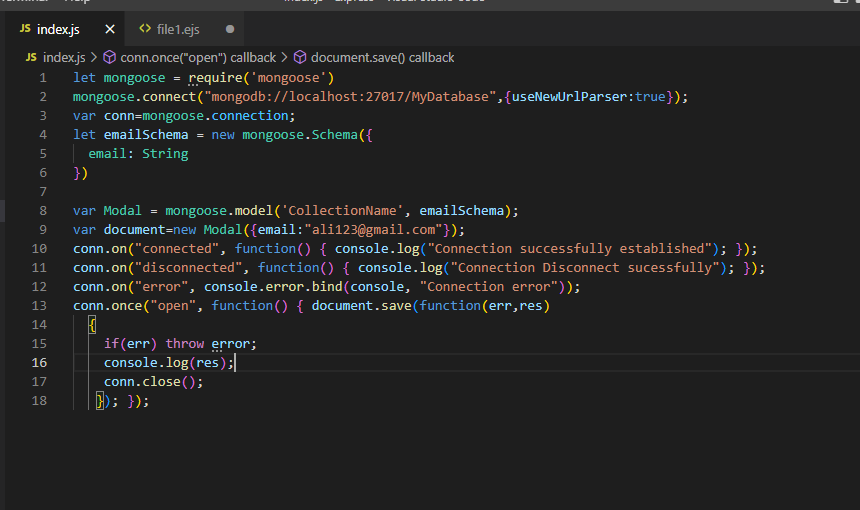 JS index.js × <> file1.ejs ●
JS index.js > conn.once("open") callback > document.save() callback
1 let mongoose = require('mongoose')
2 mongoose.connect("mongodb://localhost:27017/MyDatabase",{useNewUrlParser:true});
3 var conn=mongoose.connection;
4 let emailSchema = new mongoose.Schema({
5 email: String
6 })
7
8 var Modal = mongoose.model('CollectionName', emailSchema);
9 var document=new Modal({email:"ali123@gmail.com"});
10 conn.on("connected", function() { console.log("Connection successfully established"); });
11 conn.on("disconnected", function() { console.log("Connection Disconnect sucessfully"); });
12 conn.on("error", console.error.bind(console, "Connection error"));
13 conn.once("open", function() { document.save(function(err,res)
14 {
15 if(err) throw error;
16 console.log(res);
17 conn.close();
18 }); });